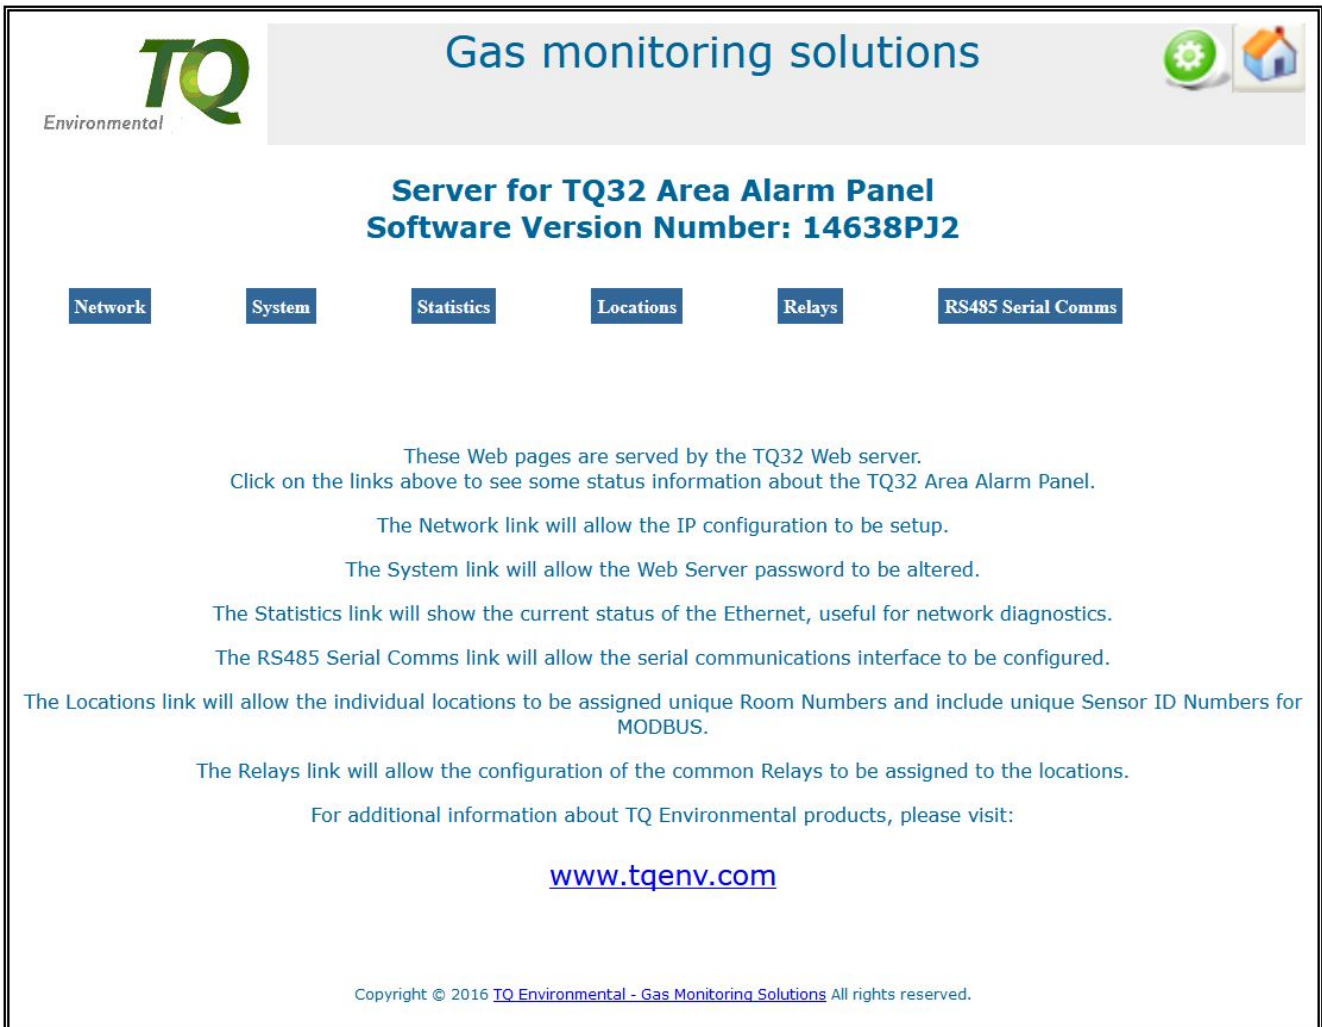 TQ
Environmental
Gas monitoring solutions
Server for TQ32 Area Alarm Panel
Software Version Number: 14638PJ2
Network System Statistics Locations Relays RS485 Serial Comms
These Web pages are served by the TQ32 Web server.
Click on the links above to see some status information about the TQ32 Area Alarm Panel.
The Network link will allow the IP configuration to be setup.
The System link will allow the Web Server password to be altered.
The Statistics link will show the current status of the Ethernet, useful for network diagnostics.
The RS485 Serial Comms link will allow the serial communications interface to be configured.
The Locations link will allow the individual locations to be assigned unique Room Numbers and include unique Sensor ID Numbers for
MODBUS.
The Relays link will allow the configuration of the common Relays to be assigned to the locations.
For additional information about TQ Environmental products, please visit:
www.tqenv.com
Copyright © 2016 TQ Environmental - Gas Monitoring Solutions All rights reserved.